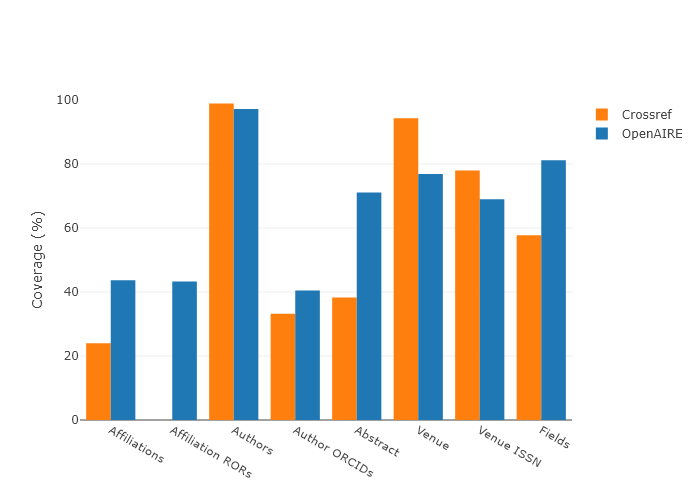 100
80
60
40
20
0
Coverage (%)
Affiliations
Affiliation RORs
Authors
Author ORCIDs
Abstract
Venue
Venue ISSN
Fields
Crossref
OpenAIRE